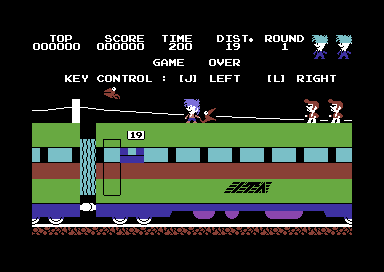 TOP SCORE TIME DIST. ROUND
000000 000000 200 19 1
GAME OVER
KEY CONTROL : [J] LEFT [L] RIGHT
19